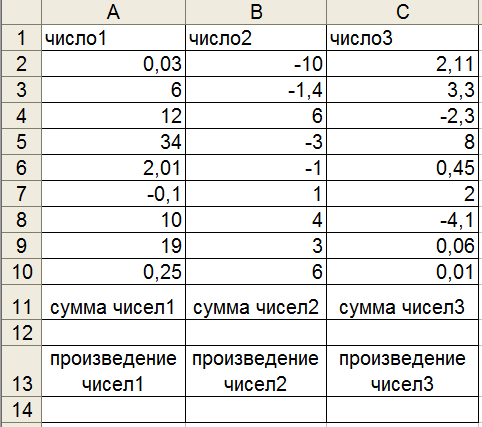 A B C
1 число1 число2 число3
2 0,03 -10 2,11
3 6 -1,4 3,3
4 12 6 -2,3
5 34 -3 8
6 2,01 -1 0,45
7 -0,1 1 2
8 10 4 -4,1
9 19 3 0,06
10 0,25 6 0,01
11 сумма чисел1 сумма чисел2 сумма чисел3
12
произведение произведение произведение
13 чисел1 чисел2 чисел3
14